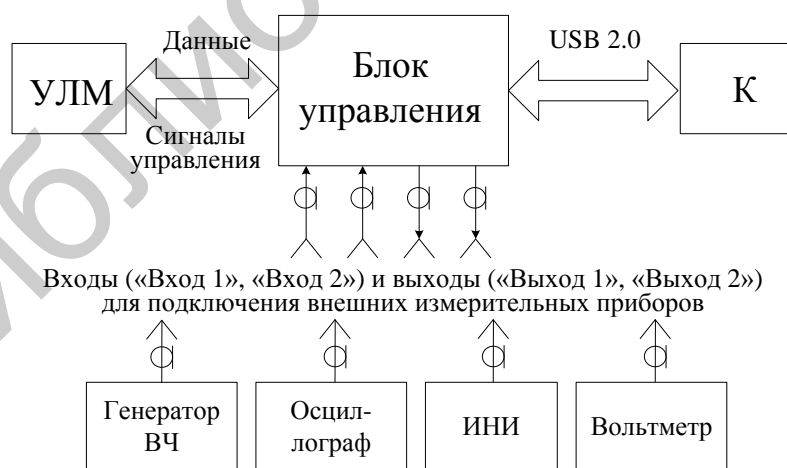 Данные
USB 2.0
УЛМ
Блок
управления
К
Сигналы
управления
Входы («Вход 1», «Вход 2») и выходы («Выход 1», «Выход 2»)
для подключения внешних измерительных приборов
Генератор
ВЧ
Осцил-
лограф
ИНИ
Вольтметр